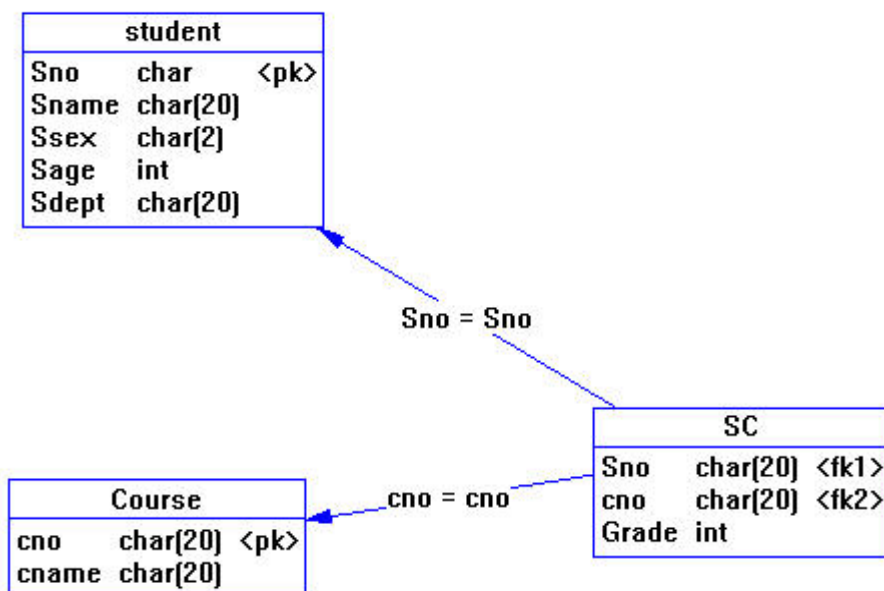 student
Sno char <pk>
Sname char(20)
Ssex char(2)
Sage int
Sdept char(20)
Sno = Sno
SC
Sno char(20) <fk1>
cno char(20) <fk2>
Grade int
cno = cno
Course
cno char(20) <pk>
cname char(20)